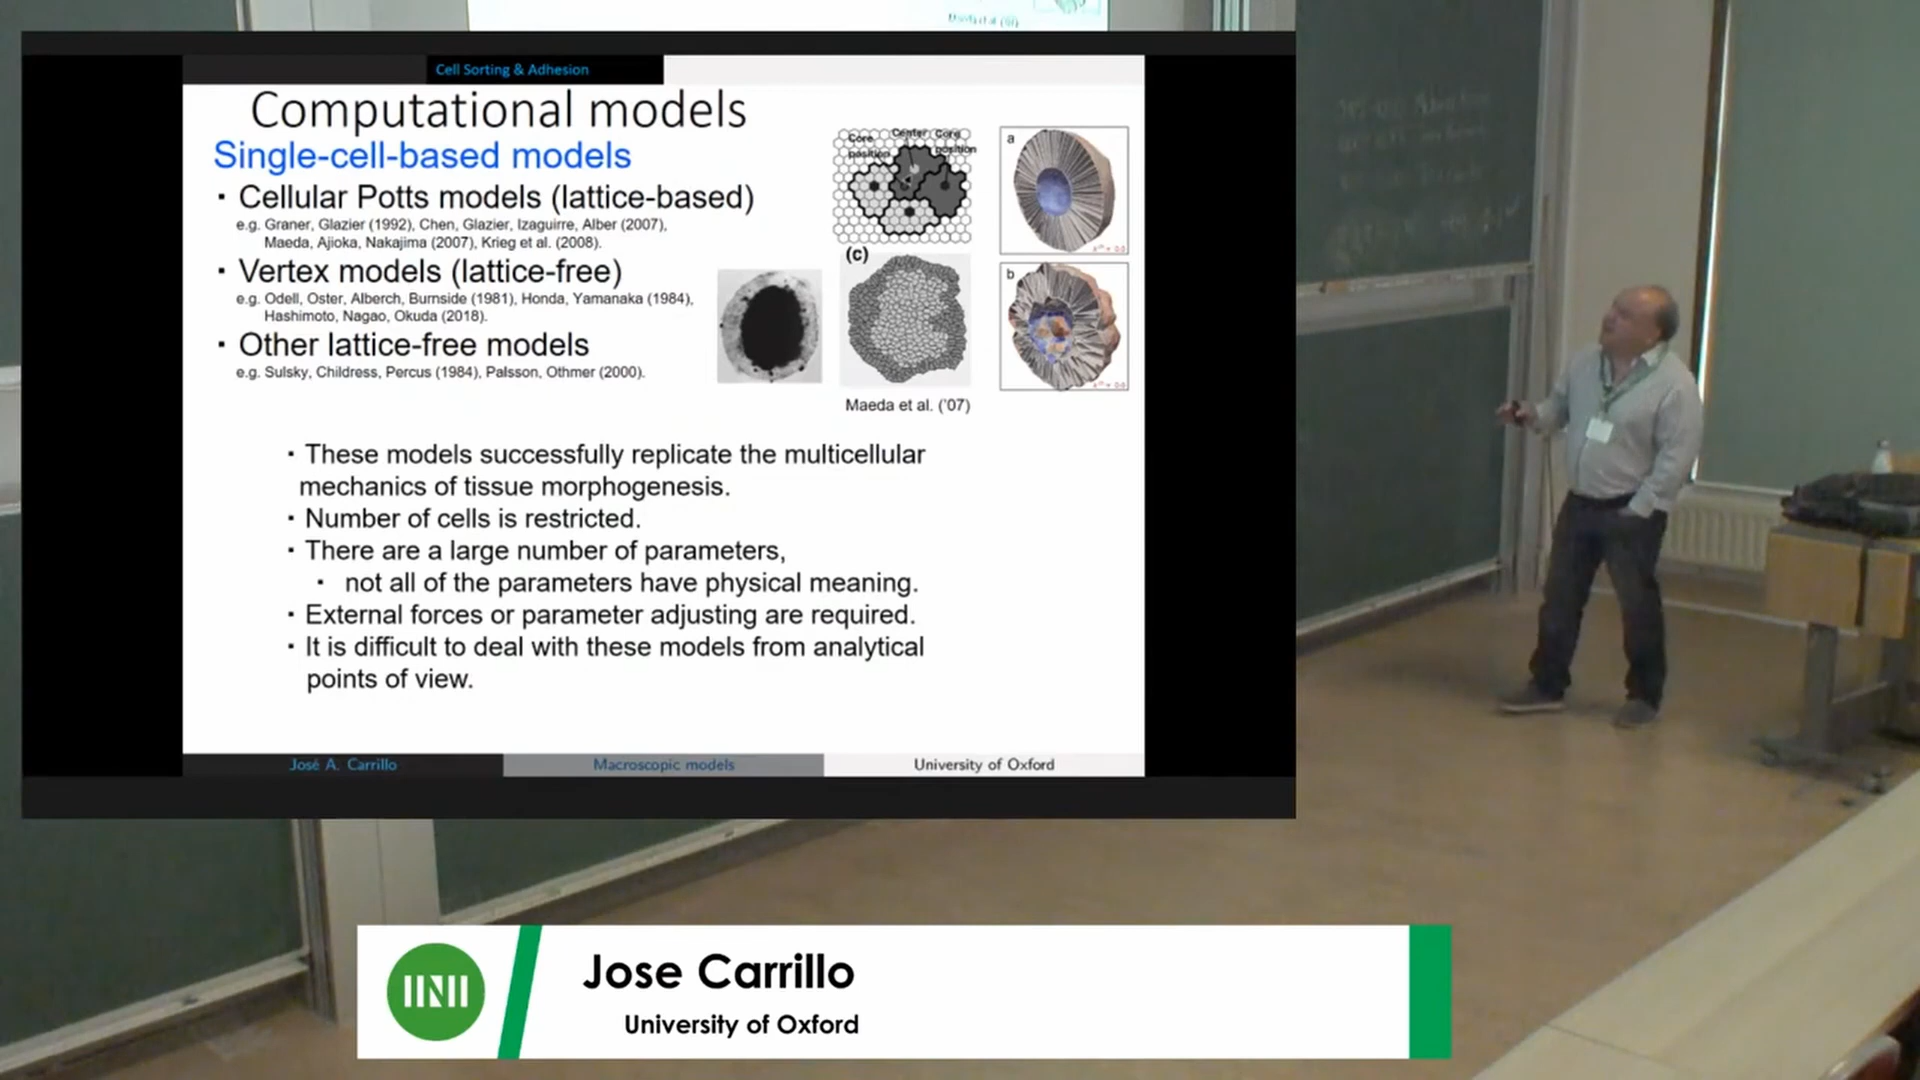 Cell Sorting & Adhesion
Computational models
Single-cell-based models
· Cellular Potts models (lattice-based)
e.g. Graner, Glazier (1992), Chen, Glazier, Izaguirre, Alber (2007),
Maeda, Ajioka, Nakajima (2007), Krieg et al. (2008).
· Vertex models (lattice-free)
e.g. Odell, Oster, Alberch, Burnside (1981), Honda, Yamanaka (1984),
Hashimoto, Nagao, Okuda (2018).
· Other lattice-free models
e.g. Sulsky, Childress, Percus (1984), Palsson, Othmer (2000).
Core position
Center
Core position
(c)
a
b
Maeda et al. ('07)
· These models successfully replicate the multicellular
mechanics of tissue morphogenesis.
· Number of cells is restricted.
· There are a large number of parameters,
· not all of the parameters have physical meaning.
· External forces or parameter adjusting are required.
· It is difficult to deal with these models from analytical
points of view.
José A. Carrillo
Macroscopic models
University of Oxford
Jose Carrillo
University of Oxford